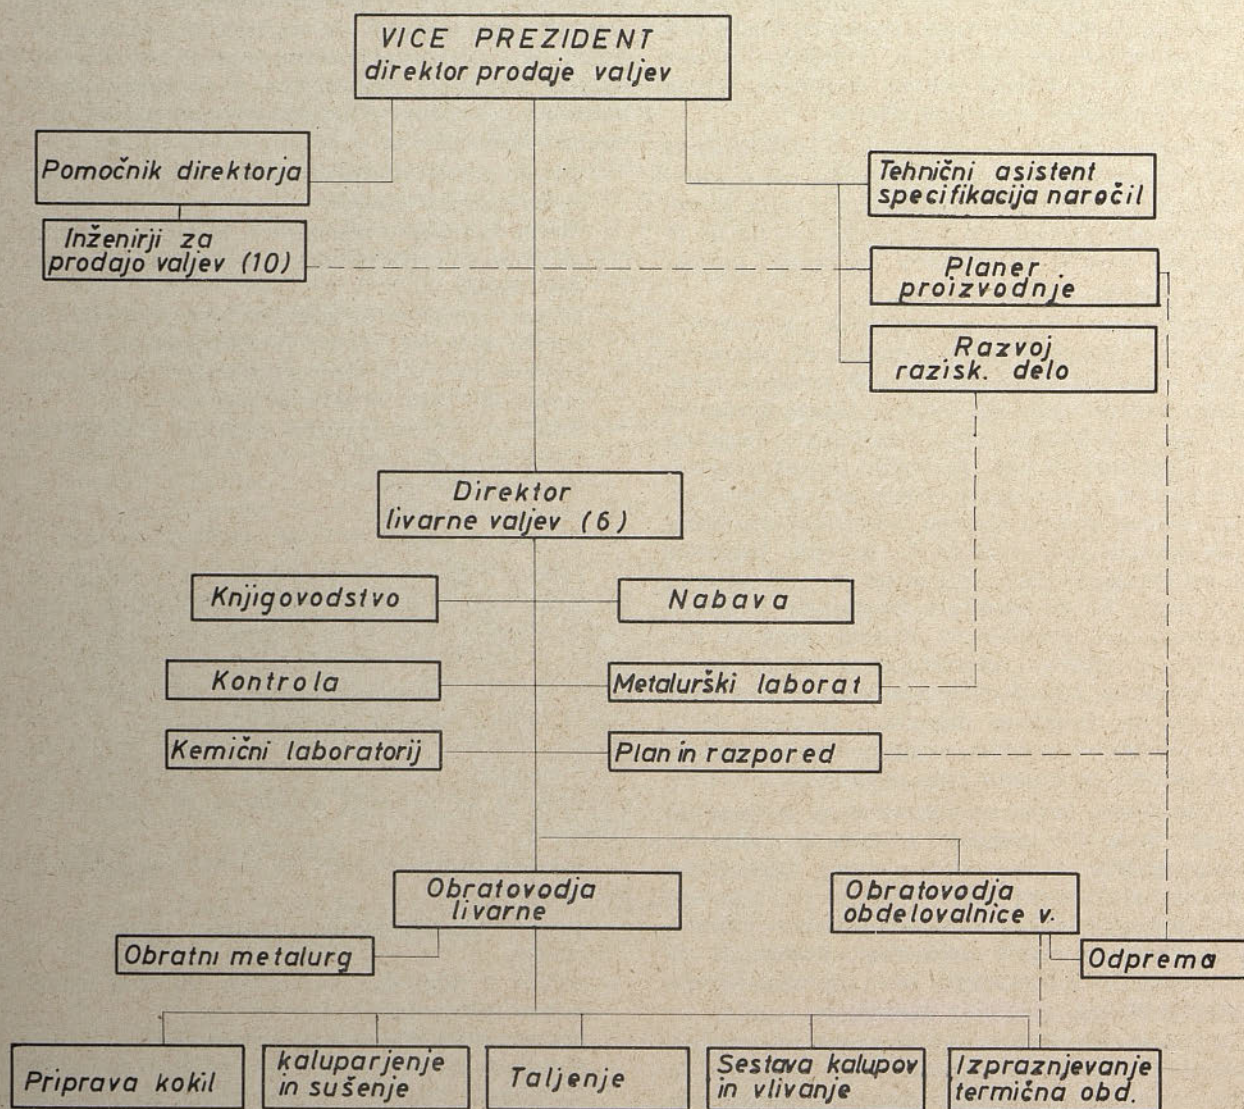 VICE PREZIDENT
direktor prodaje valjev
Pomočnik direktorja
Inženirji za
prodajo valjev (10)
Tehnični asistent
specifikacija naročil
Planer
proizvodnje
Razvoj
razisk. delo
Direktor
livarne valjev (6)
Knjigovodstvo
Nabava
Kontrola
Metalurški laborat
Kemični laboratorij
Plan in razpored
Obratovodja
livarne
Obratovodja
obdelovalnice v.
Obratni metalurg
Odprema
Priprava kokil
kaluparjenje
in sušenje
Taljenje
Sestava kalupov
in vlivanje
Izpraznjevanje
termična obd.